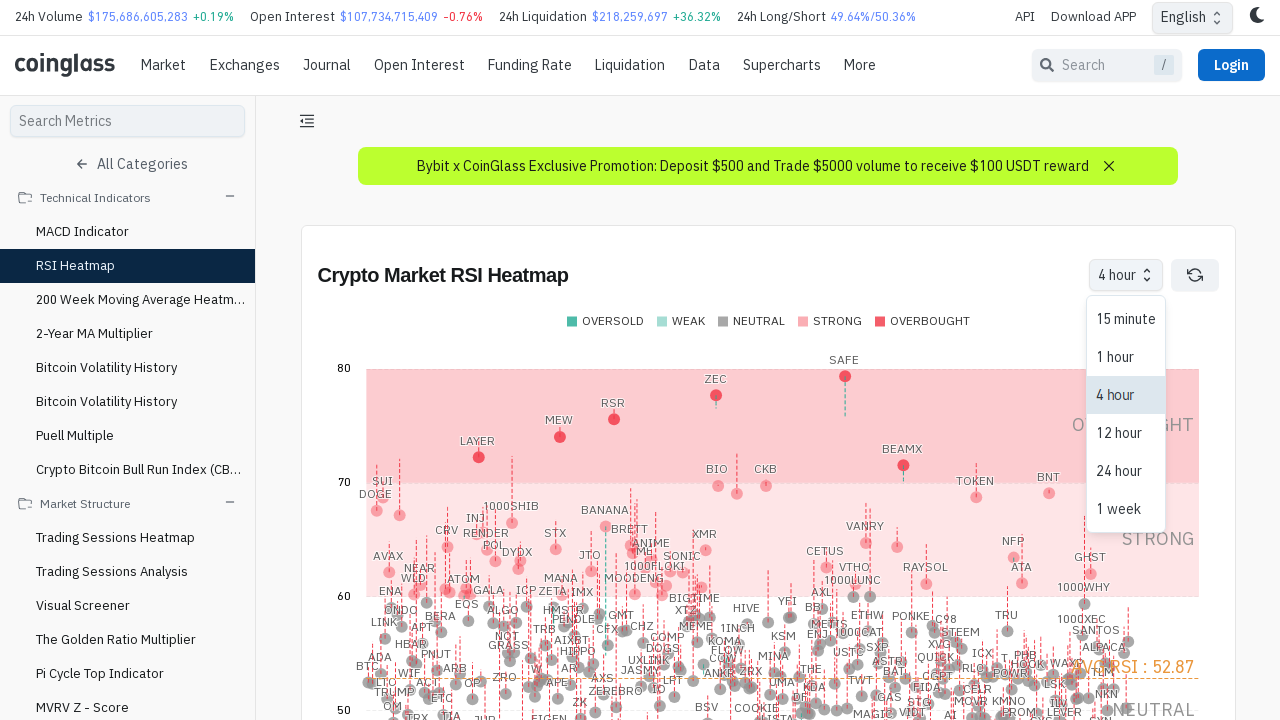 24h Volume $175,686,605,283 +0.19% Open Interest $107,734,715,409 -0.76% 24h Liquidation $218,259,697 +36.32% 24h Long/Short 49.64%/50.36% API Download APP English
coinglass Market Exchanges Journal Open Interest Funding Rate Liquidation Data Supercharts More Search / Login
Search Metrics
All Categories
Technical Indicators
MACD Indicator
RSI Heatmap
200 Week Moving Average Heatm...
2-Year MA Multiplier
Bitcoin Volatility History
Bitcoin Volatility History
Puell Multiple
Crypto Bitcoin Bull Run Index (CB...
Market Structure
Trading Sessions Heatmap
Trading Sessions Analysis
Visual Screener
The Golden Ratio Multiplier
Pi Cycle Top Indicator
MVRV Z - Score
Bybit x CoinGlass Exclusive Promotion: Deposit $500 and Trade $5000 volume to receive $100 USDT reward
Crypto Market RSI Heatmap
4 hour
15 minute
1 hour
4 hour
12 hour
24 hour
1 week
OVERSOLD WEAK NEUTRAL STRONG OVERBOUGHT
80
SAFE
ZEC
RSR
MEW
LAYER
BEAMX
BIO
CKB
TOKEN
BNT
70
SUI
DOGE
1000SHIB
BANANA
INJ
CRV
RENDER
STX
BRETT
XMR
VANRY
STRONG
POL
DYDX
ANIME
NFP
AVAX
JTO
SONIC
CETUS
GHST
NEAR
1000FLOKI
VTHO
RAYSOL
ATA
WLD
ATOM
MANA
MOODENG
1000LUNC
1000WHY
ENA
GALA
ICP
ZETA
IMX
AXL
60
BIGTIME
YFI
ONDO
EOS
ALGO
HMSTR
XTZ
HIVE
BB
LINK
BERA
PENDLE
GMT
ETHW
PONKE
C98
TRU
1000XEC
APT
CFX
CHZ
MEME
1INCH
METIS
1000CAT
STEEM
SANTOS
NOT
TRB
AIXBT
COMP
KOMA
KSM
ENJ
HBAR
GRASS
HIPPO
DOGS
FLOW
USTC
SXP
XVG
ICX
ALPACA
ADA
PNUT
UXLINK
COW
MINA
ASTR
QUICK
PHB
HOOK
WAXP
AVG RSI : 52.87
BTC
WIF
ARB
JASMY
ANKR
ZRX
THE
BAT
POWR
TLM
LTO
ACT
ZRO
APE
AXS
LPT
UMA
KDA
TWT
FIDA
CELR
LSK
TRUMP
ETC
OP
ZEREBRO
IO
GAS
STG
MOVR
KMNO
NKN
OM
ZK
BSV
COOKIE
NEUTRAL
50
TRX
TIA
EIGEN
MAGIC
VIDT
AI
PROM
LEVER